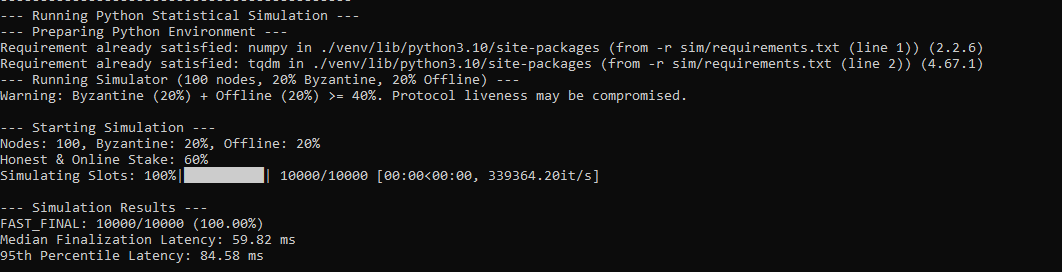 --- Running Python Statistical Simulation ---
--- Preparing Python Environment ---
Requirement already satisfied: numpy in ./venv/lib/python3.10/site-packages (from -r sim/requirements.txt (line 1)) (2.2.6)
Requirement already satisfied: tqdm in ./venv/lib/python3.10/site-packages (from -r sim/requirements.txt (line 2)) (4.67.1)
--- Running Simulator (100 nodes, 20% Byzantine, 20% Offline) ---
Warning: Byzantine (20%) + Offline (20%) >= 40%. Protocol liveness may be compromised.
--- Starting Simulation ---
Nodes: 100, Byzantine: 20%, Offline: 20%
Honest & Online Stake: 60%
Simulating Slots: 100%|██████████| 10000/10000 [00:00<00:00, 339364.20it/s]
--- Simulation Results ---
FAST_FINAL: 10000/10000 (100.00%)
Median Finalization Latency: 59.82 ms
95th Percentile Latency: 84.58 ms